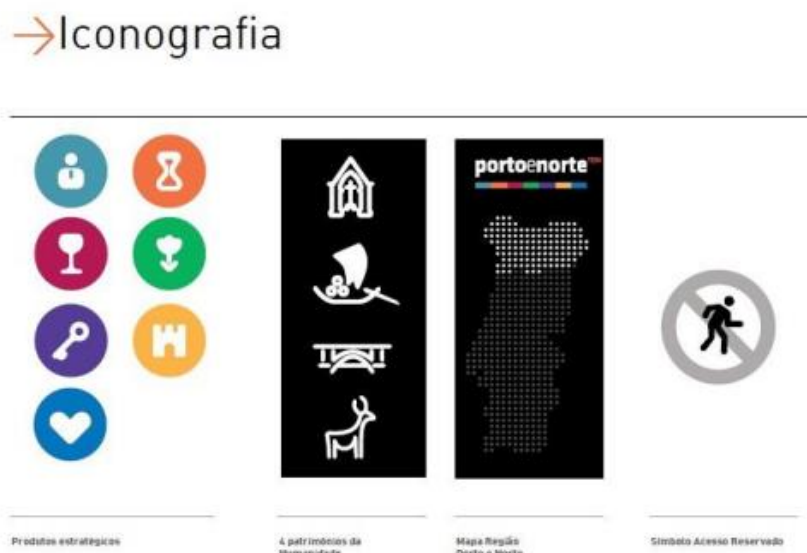 Iconografia
portoenorte
Produtos estratégicos
4 patrimónios da
Humanidade
Mapa Região
Porto e Norte
Símbolo Acesso Reservado